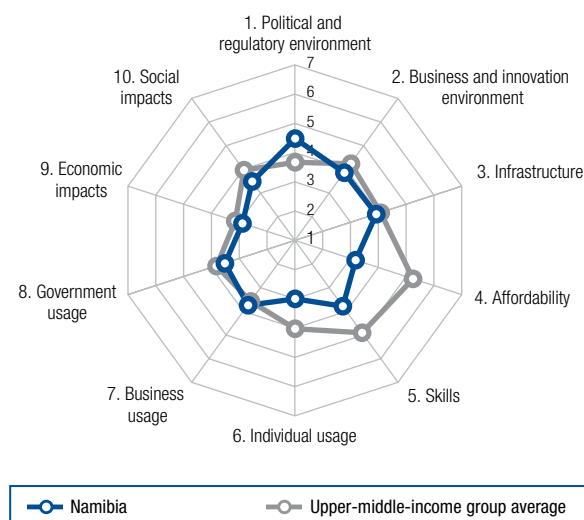 1. Political and
regulatory environment
10. Social
impacts
2. Business and innovation
environment
9. Economic
impacts
3. Infrastructure
8. Government
usage
4. Affordability
7. Business
usage
5. Skills
6. Individual usage
7
6
5
4
3
2
1
Namibia
Upper-middle-income group average